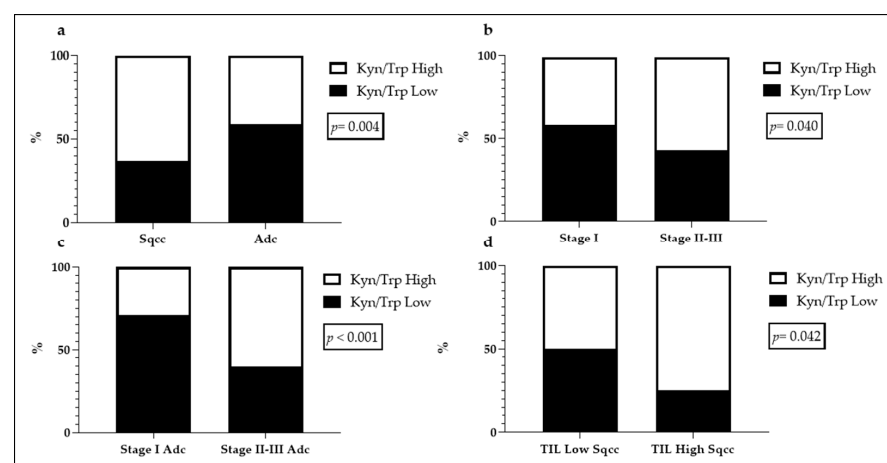 a
100
50
0
%
Sqcc Adc
Kyn/Trp High
Kyn/Trp Low
p= 0.004
b
100
50
0
%
Stage I Stage II-III
Kyn/Trp High
Kyn/Trp Low
p= 0.040
c
100
50
0
%
Stage I Adc Stage II-III Adc
Kyn/Trp High
Kyn/Trp Low
p < 0.001
d
100
50
0
%
TIL Low Sqcc TIL High Sqcc
Kyn/Trp High
Kyn/Trp Low
p= 0.042